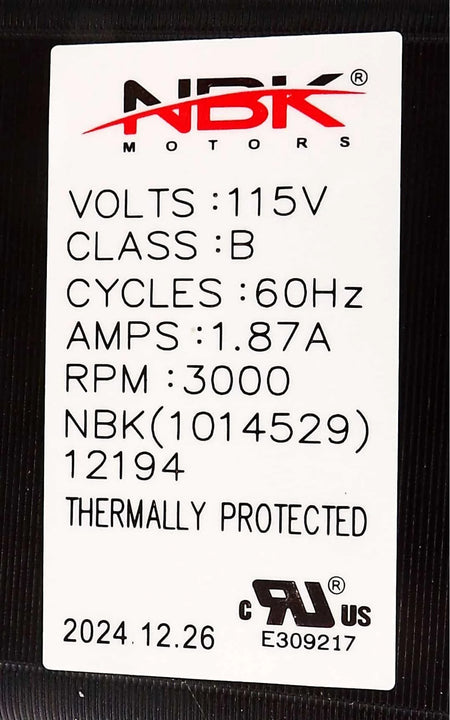 NBK®
MOTORS
VOLTS :115V
CLASS :B
CYCLES :60Hz
AMPS :1.87A
RPM :3000
NBK(1014529)
12194
THERMALLY PROTECTED
c RU® US
2024.12.26 E309217